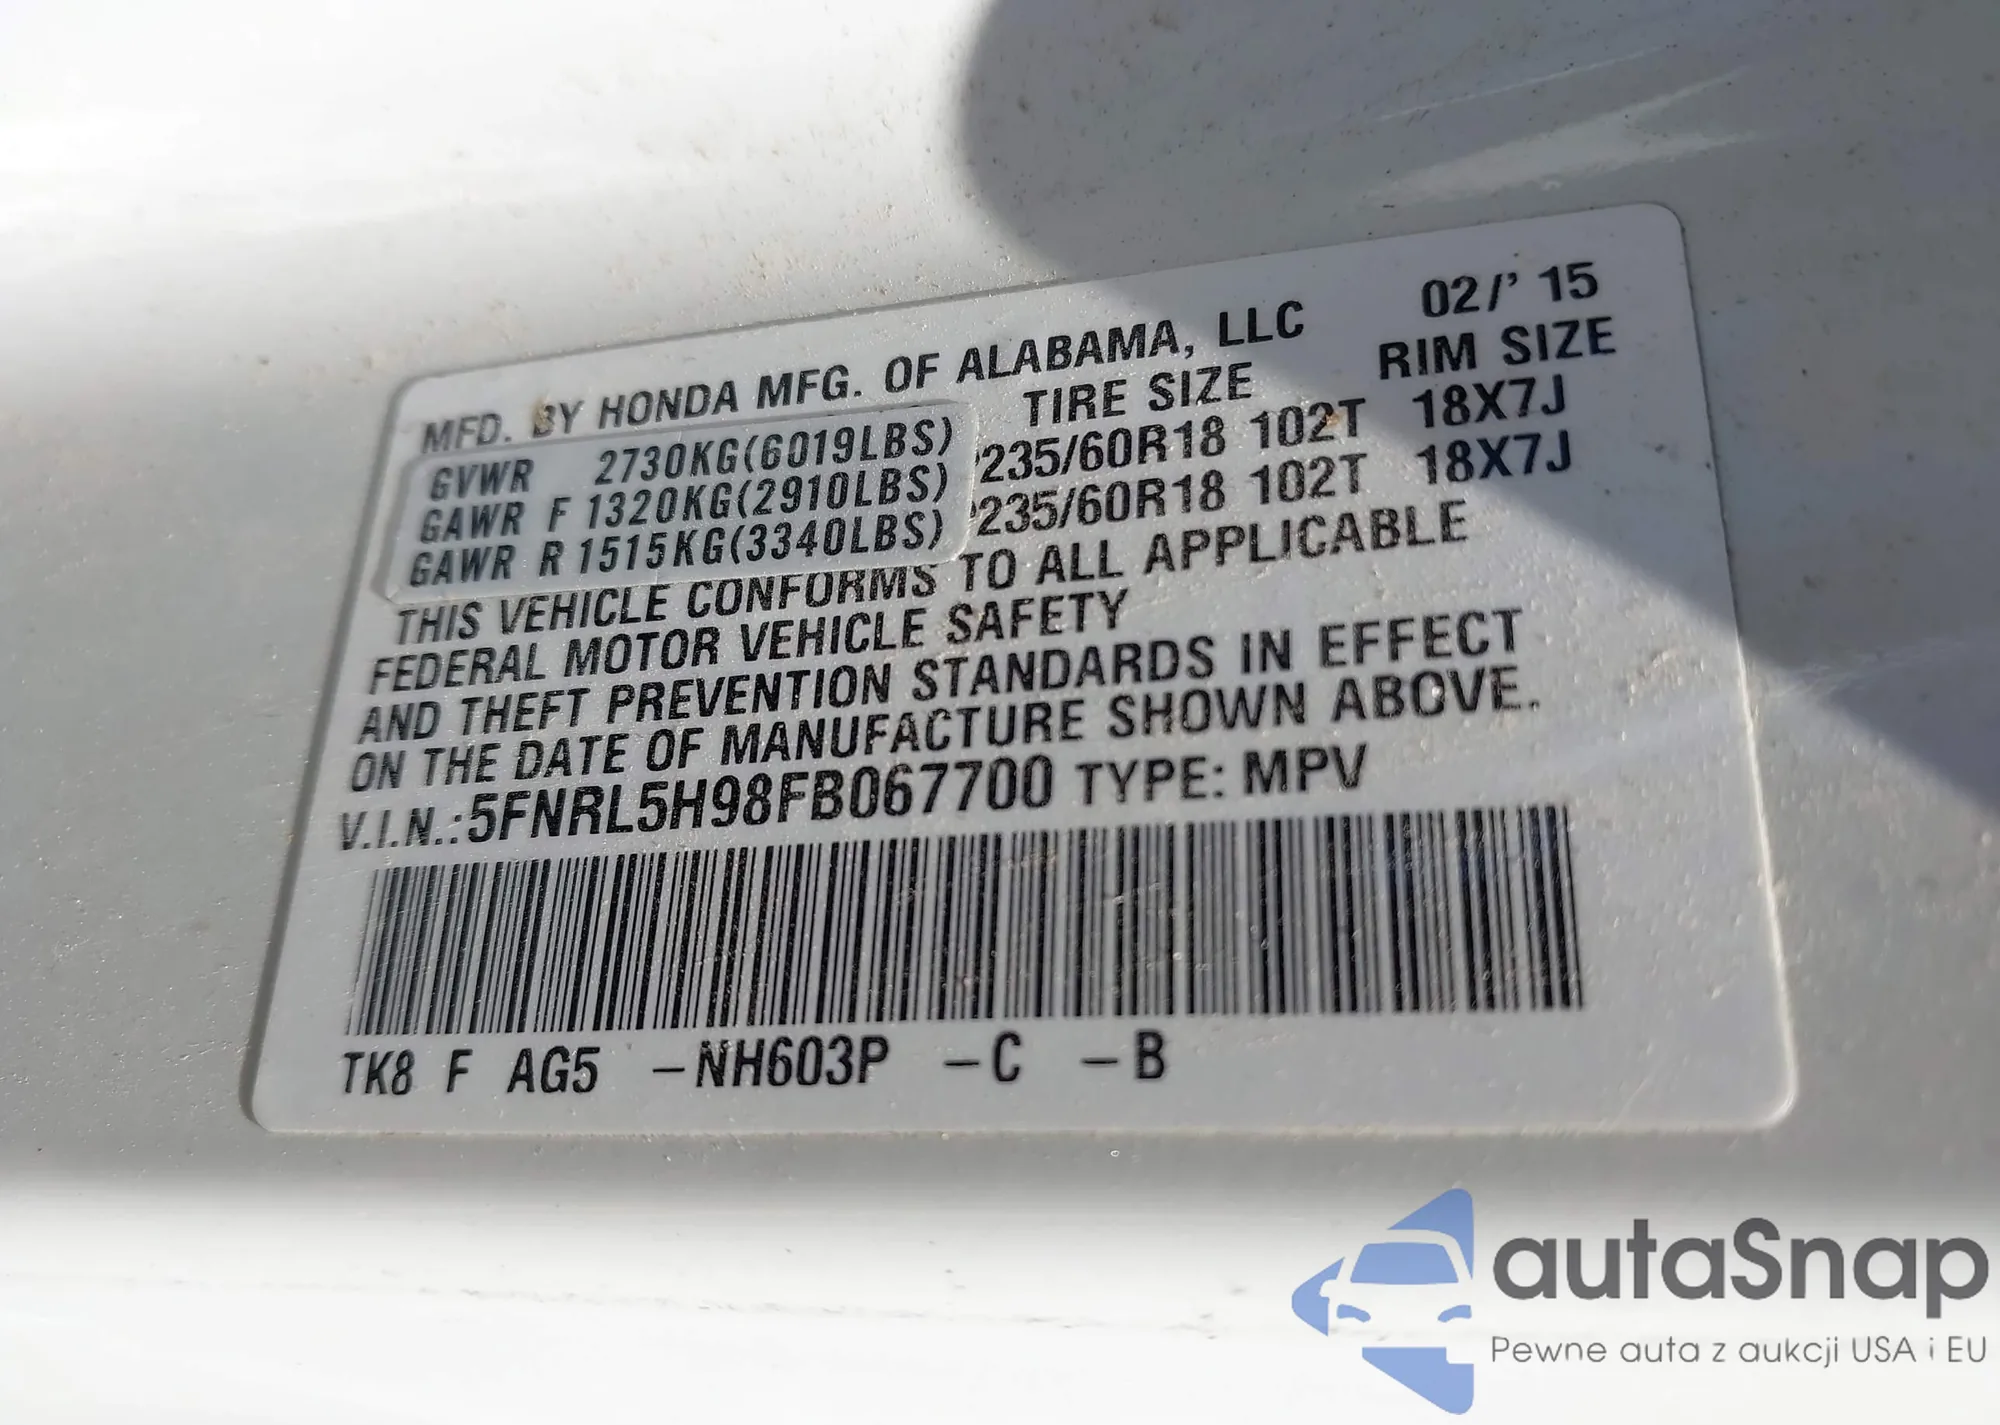 MFD. BY HONDA MFG. OF ALABAMA, LLC 02/' 15
TIRE SIZE RIM SIZE
GVWR 2730KG(6019LBS)
GAWR F 1320KG(2910LBS) P235/60R18 102T 18X7J
GAWR R 1515KG(3340LBS) P235/60R18 102T 18X7J
THIS VEHICLE CONFORMS TO ALL APPLICABLE
FEDERAL MOTOR VEHICLE SAFETY
AND THEFT PREVENTION STANDARDS IN EFFECT
ON THE DATE OF MANUFACTURE SHOWN ABOVE.
V.I.N.:5FNRL5H98FB067700 TYPE: MPV
TK8 F AG5 -NH603P -C -B
autaSnap
Pewne auta z aukcji USA i EU